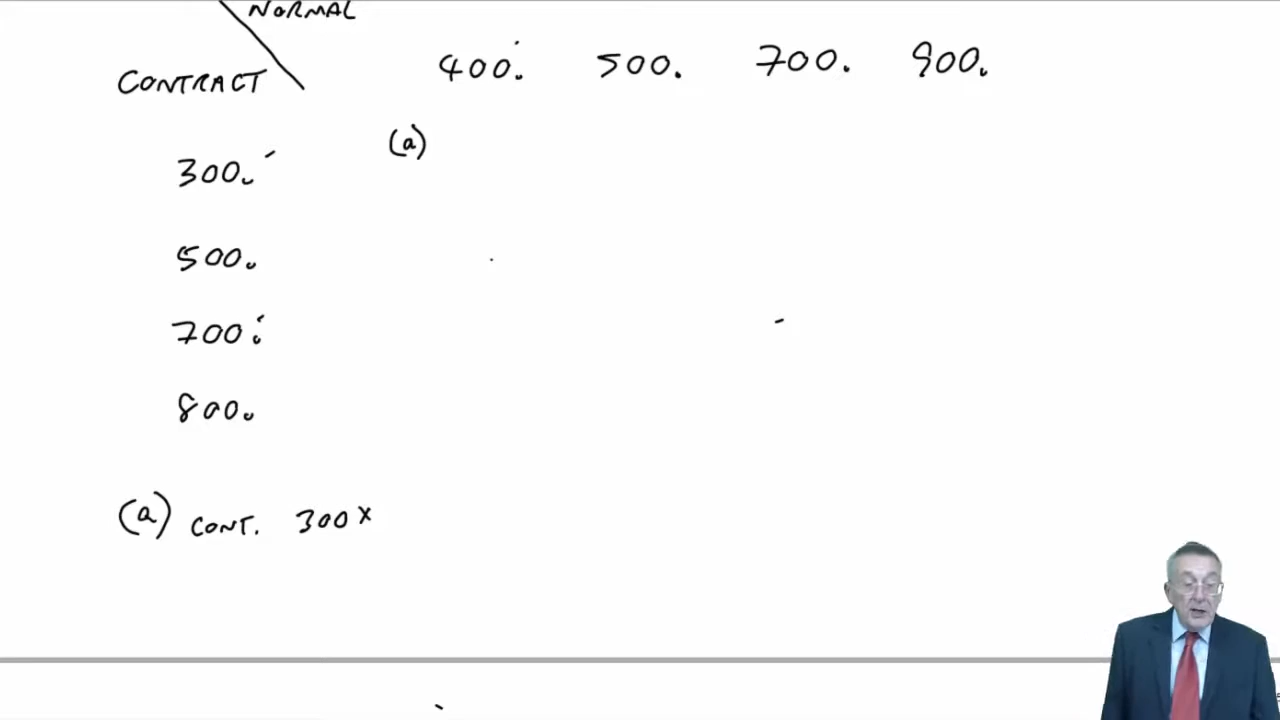 NORMAL
CONTRACT 400. 500. 700. 900.
300. (a)
500.
700.
800.
(a) CONT. 300 x